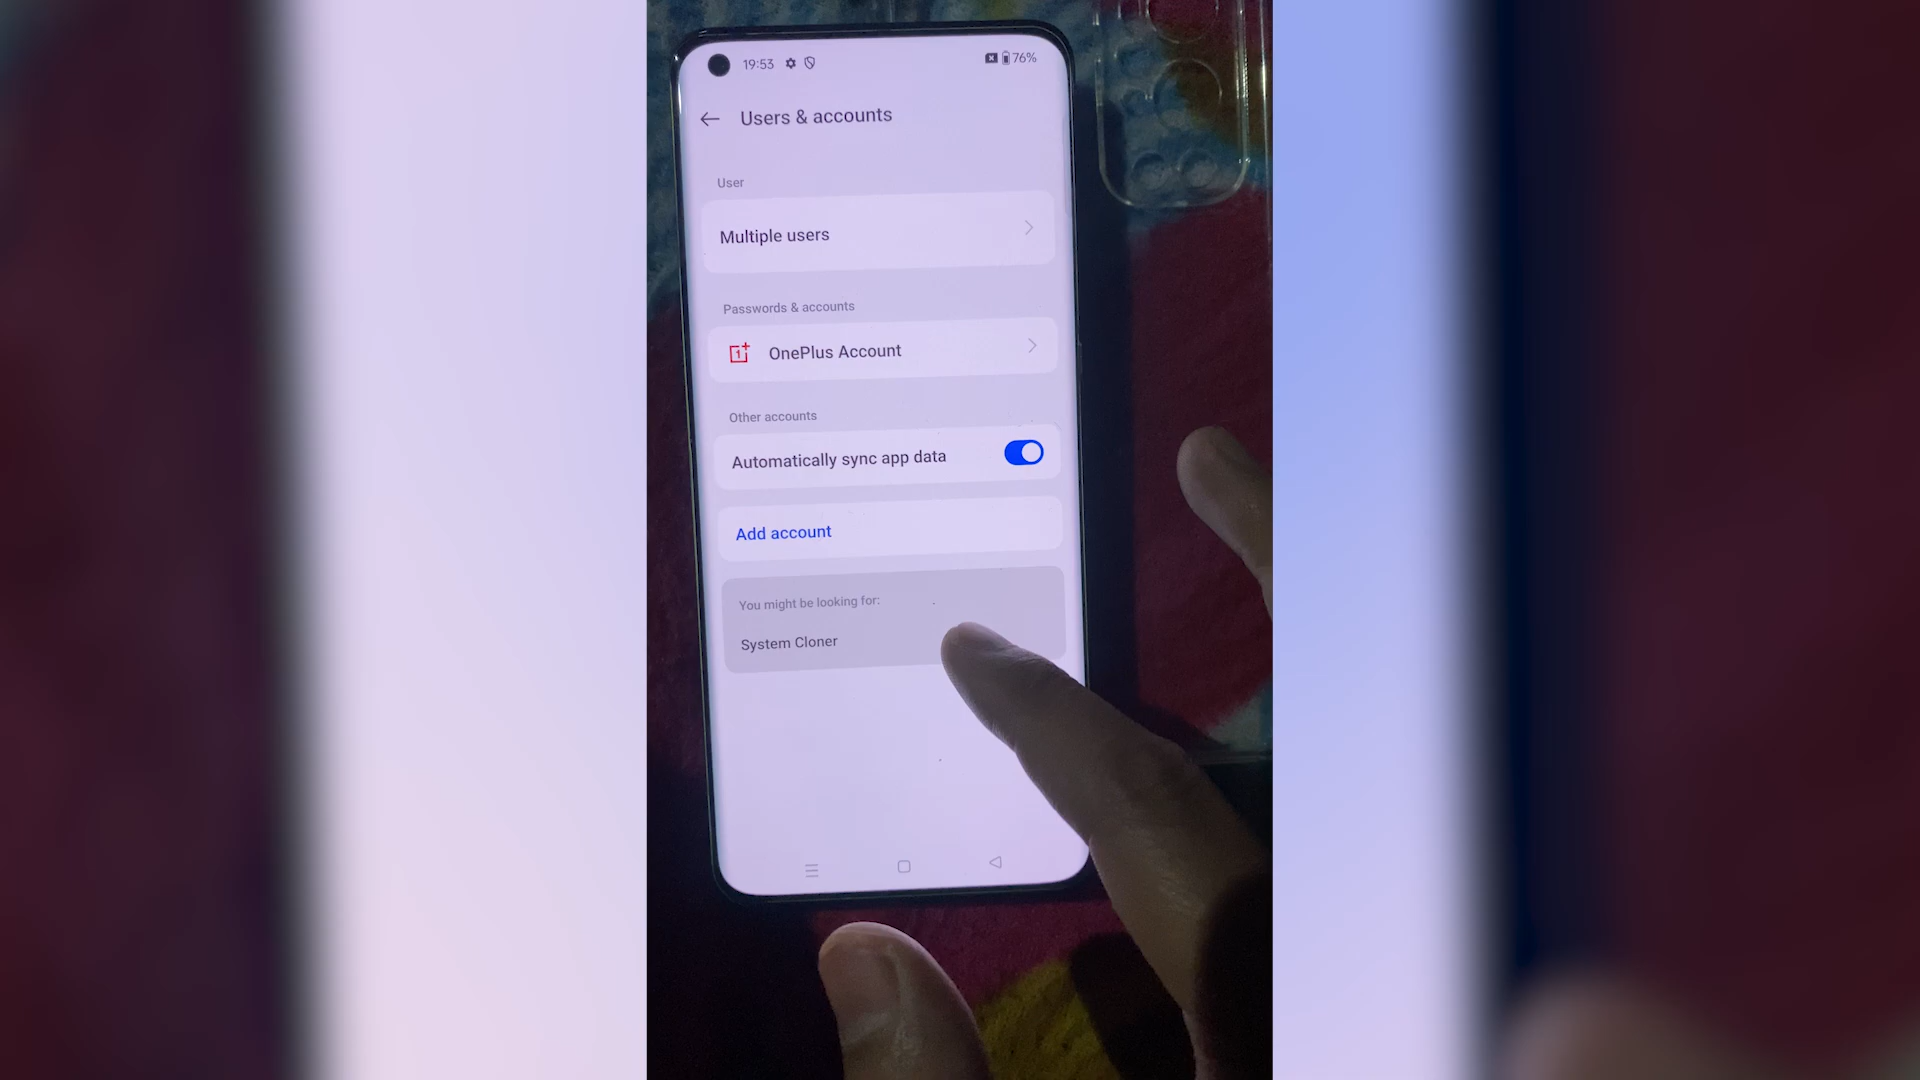 19:53 76%
Users & accounts
User
Multiple users
Passwords & accounts
OnePlus Account
Other accounts
Automatically sync app data
Add account
You might be looking for:
System Cloner